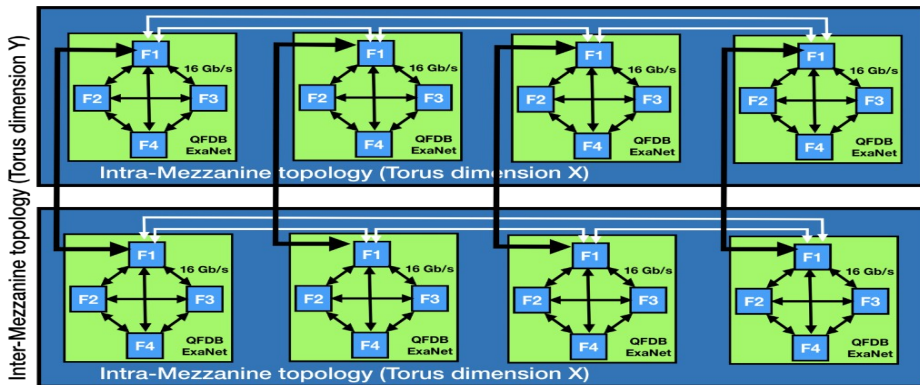 Inter-Mezzanine topology (Torus dimension Y)
F1
16 Gb/s
F2
F3
F4
QFDB
ExaNet
F1
16 Gb/s
F2
F3
F4
QFDB
ExaNet
F1
16 Gb/s
F2
F3
F4
QFDB
ExaNet
F1
16 Gb/s
F2
F3
F4
QFDB
ExaNet
Intra-Mezzanine topology (Torus dimension X)
F1
16 Gb/s
F2
F3
F4
QFDB
ExaNet
F1
16 Gb/s
F2
F3
F4
QFDB
ExaNet
F1
16 Gb/s
F2
F3
F4
QFDB
ExaNet
F1
16 Gb/s
F2
F3
F4
QFDB
ExaNet
Intra-Mezzanine topology (Torus dimension X)